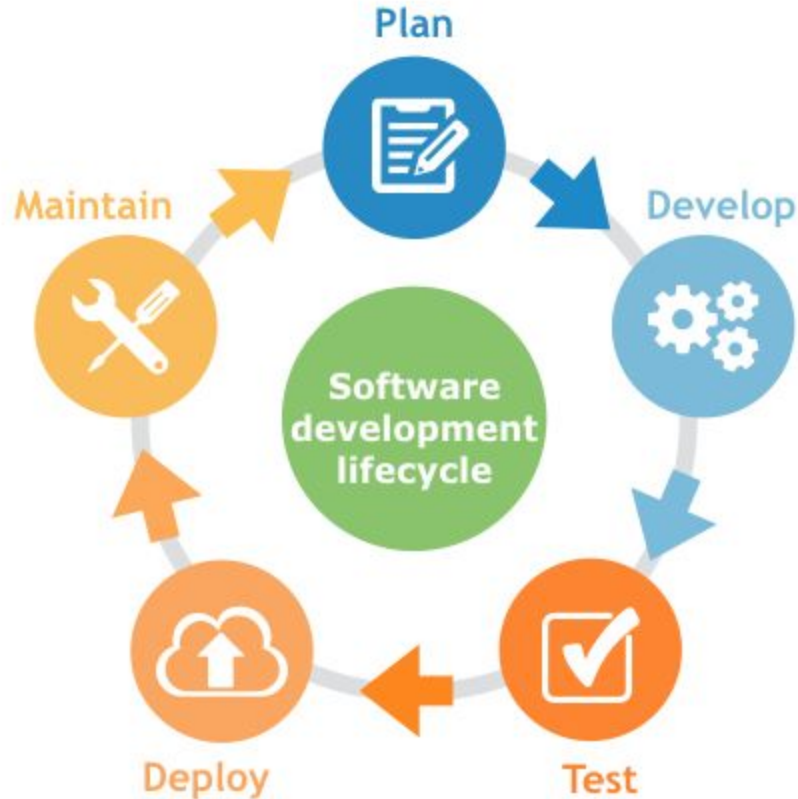 Plan
Develop
Test
Deploy
Maintain
Software
development
lifecycle